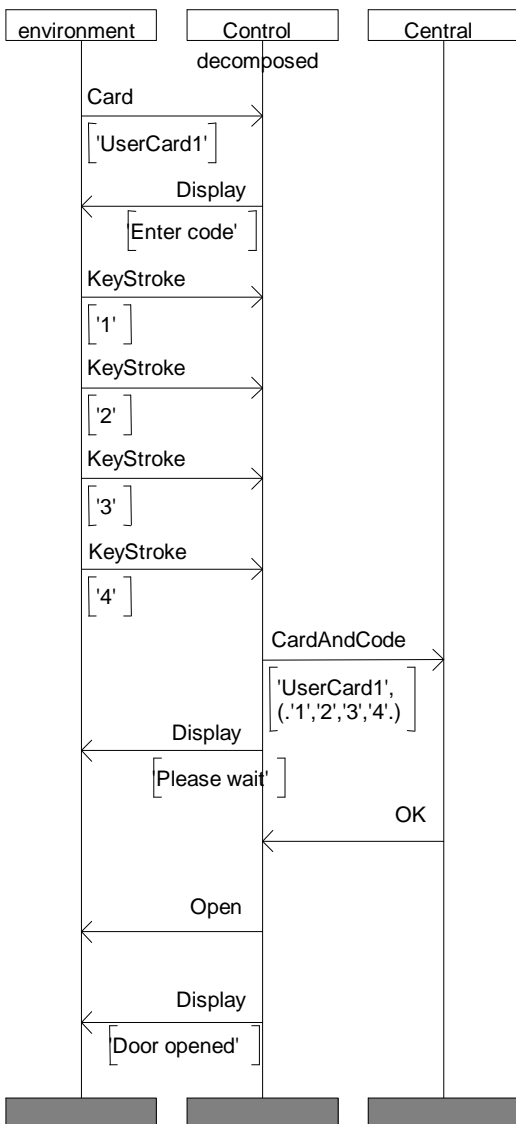 environment
Control
Central
decomposed
Card
'UserCard1'
Display
'Enter code'
KeyStroke
'1'
KeyStroke
'2'
KeyStroke
'3'
KeyStroke
'4'
CardAndCode
'UserCard1',
(.'1','2','3','4'.)
Display
'Please wait'
OK
Open
Display
'Door opened'